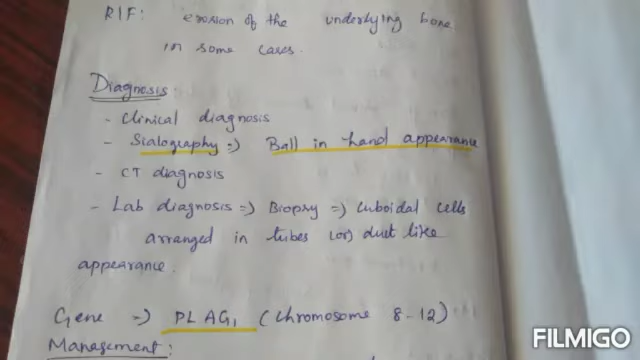 R/F: erosion of the underlying bone
in some cases.
Diagnosis:
- Clinical diagnosis
- Sialography => Ball in hand appearance
- CT diagnosis
- Lab diagnosis => Biopsy => Cuboidal cells
arranged in tubes (or) duct like
appearance.
Gene => PLAG1 (Chromosome 8-12)
Management:
FILMIGO